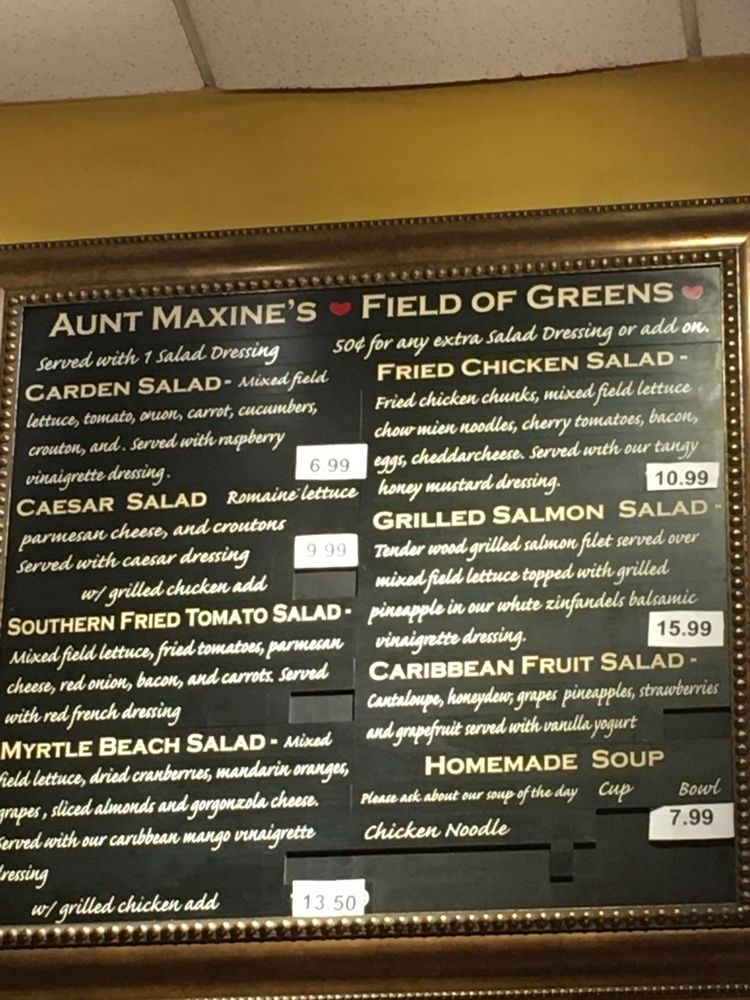 AUNT MAXINE'S FIELD OF GREENS
Served with 1 Salad Dressing
50¢ for any extra Salad Dressing or add on.
GARDEN SALAD - Mixed field
lettuce, tomato, onion, carrot, cucumbers,
crouton, and. Served with raspberry
vinaigrette dressing.
6.99
CAESAR SALAD Romaine lettuce
parmesan cheese, and croutons
Served with caesar dressing
9.99
w/ grilled chicken add
SOUTHERN FRIED TOMATO SALAD -
Mixed field lettuce, fried tomatoes, parmesan
cheese, red onion, bacon, and carrots. Served
with red french dressing
MYRTLE BEACH SALAD - Mixed
field lettuce, dried cranberries, mandarin oranges,
grapes, sliced almonds and gorgonzola cheese.
Served with our caribbean mango vinaigrette
dressing
w/ grilled chicken add
13.50
FRIED CHICKEN SALAD -
Fried chicken chunks, mixed field lettuce
chow mien noodles, cherry tomatoes, bacon,
eggs, cheddarcheese. Served with our tangy
honey mustard dressing.
10.99
GRILLED SALMON SALAD -
Tender wood grilled salmon filet served over
mixed field lettuce topped with grilled
pineapple in our white zinfandels balsamic
vinaigrette dressing.
15.99
CARIBBEAN FRUIT SALAD -
Cantaloupe, honeydew, grapes pineapples, strawberries
and grapefruit served with vanilla yogurt
HOMEMADE SOUP
Please ask about our soup of the day Cup Bowl
Chicken Noodle 7.99